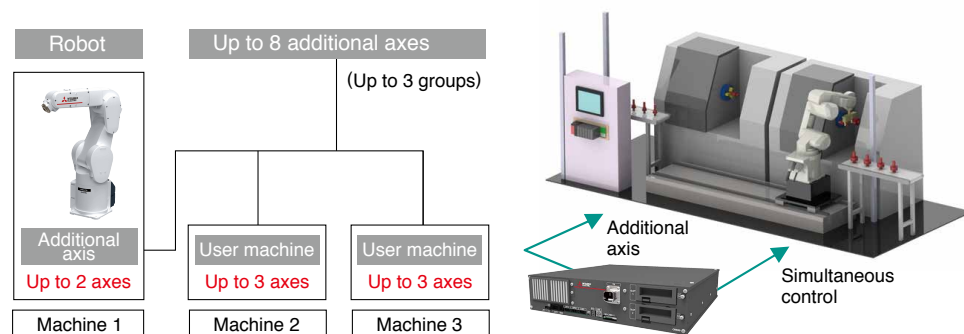 Robot
Up to 8 additional axes
(Up to 3 groups)
Additional
axis
Up to 2 axes
User machine
Up to 3 axes
User machine
Up to 3 axes
Machine 1
Machine 2
Machine 3
Additional
axis
Simultaneous
control